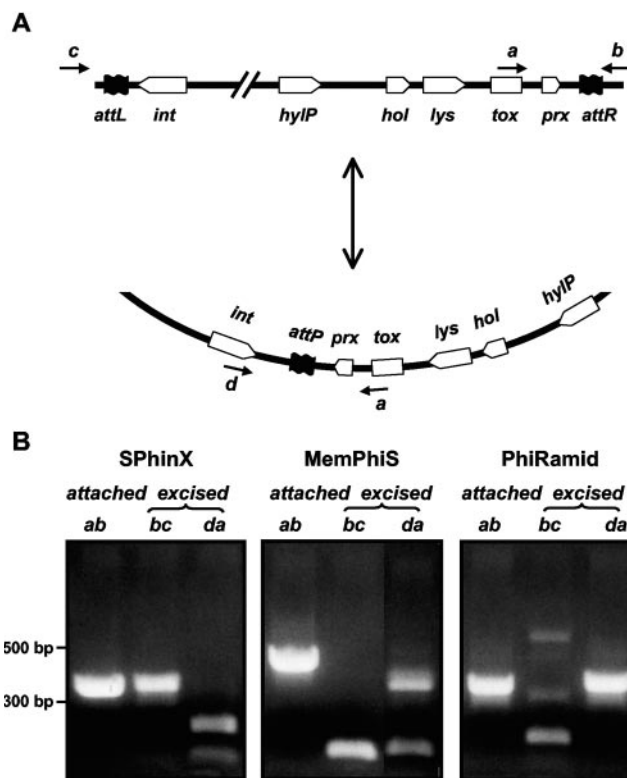 A
c a b
attL int hylP hol lys tox prx attR
int attP prx tox lys hol hylP
d a
B
SPhinX MemPhiS PhiRamid
attached excised attached excised attached excised
ab bc da ab bc da ab bc da
500 bp
300 bp